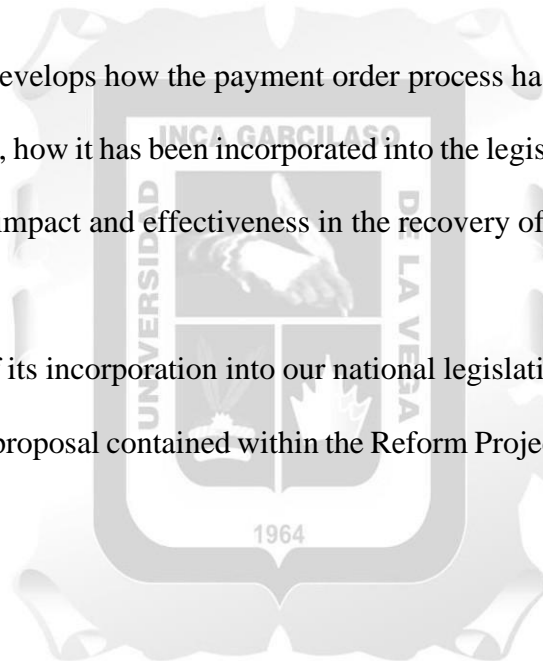 evelops how the payment order process ha
, how it has been incorporated into the legis
impact and effectiveness in the recovery of
its incorporation into our national legislati
proposal contained within the Reform Projec
INCA GARCILASO
UNIVERSIDAD
DE LA VEGA
1964